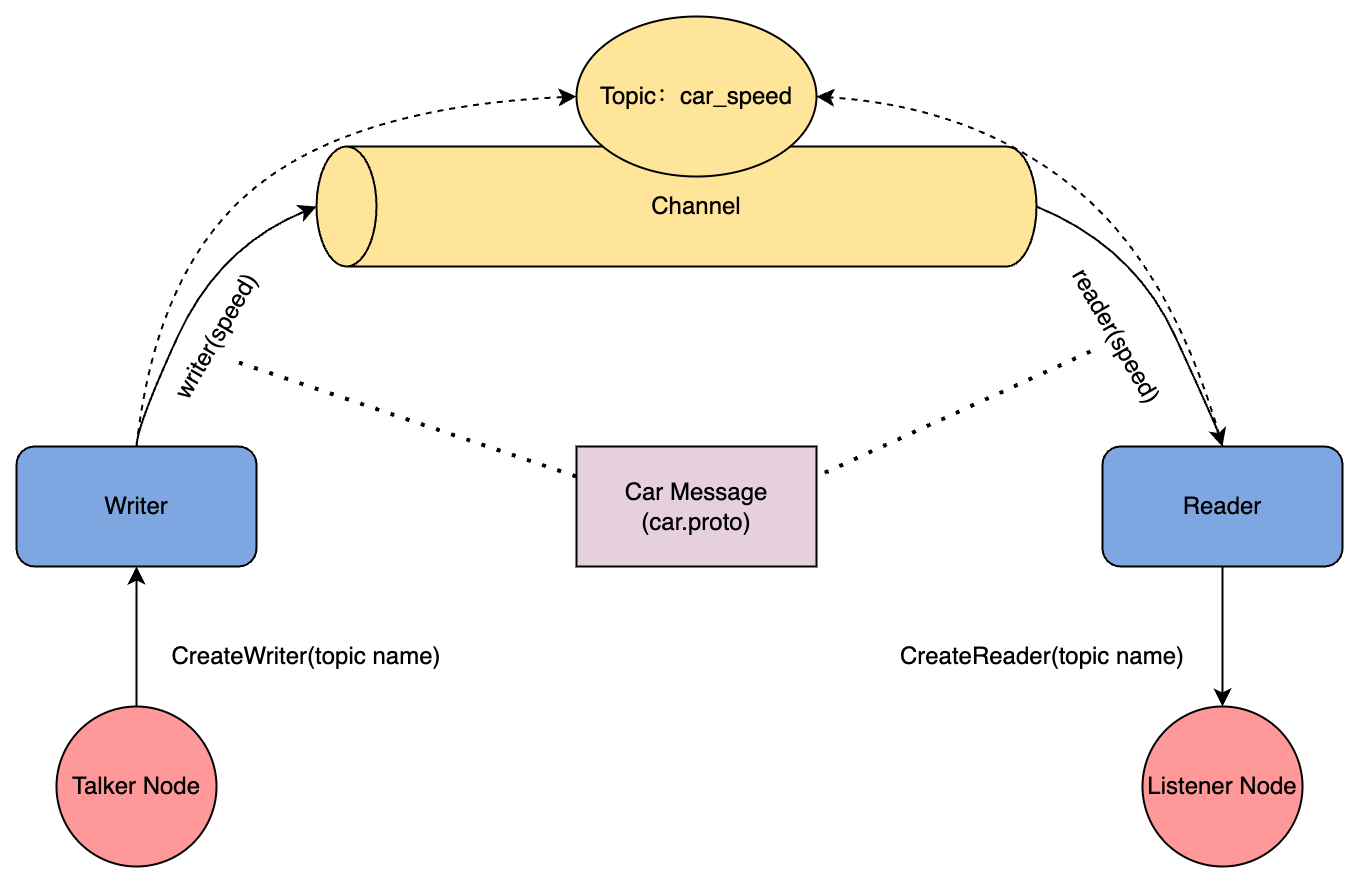 Topic：car_speed
Channel
writer(speed)
reader(speed)
Writer
Car Message
(car.proto)
Reader
CreateWriter(topic name)
CreateReader(topic name)
Talker Node
Listener Node